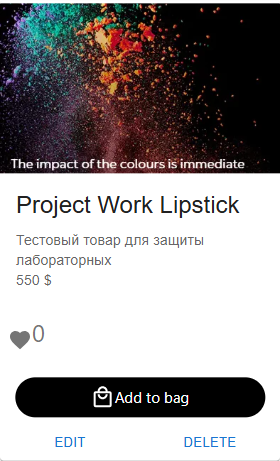 The impact of the colours is immediate
Project Work Lipstick
Тестовый товар для защиты
лабораторных
550 $
0
Add to bag
EDIT DELETE